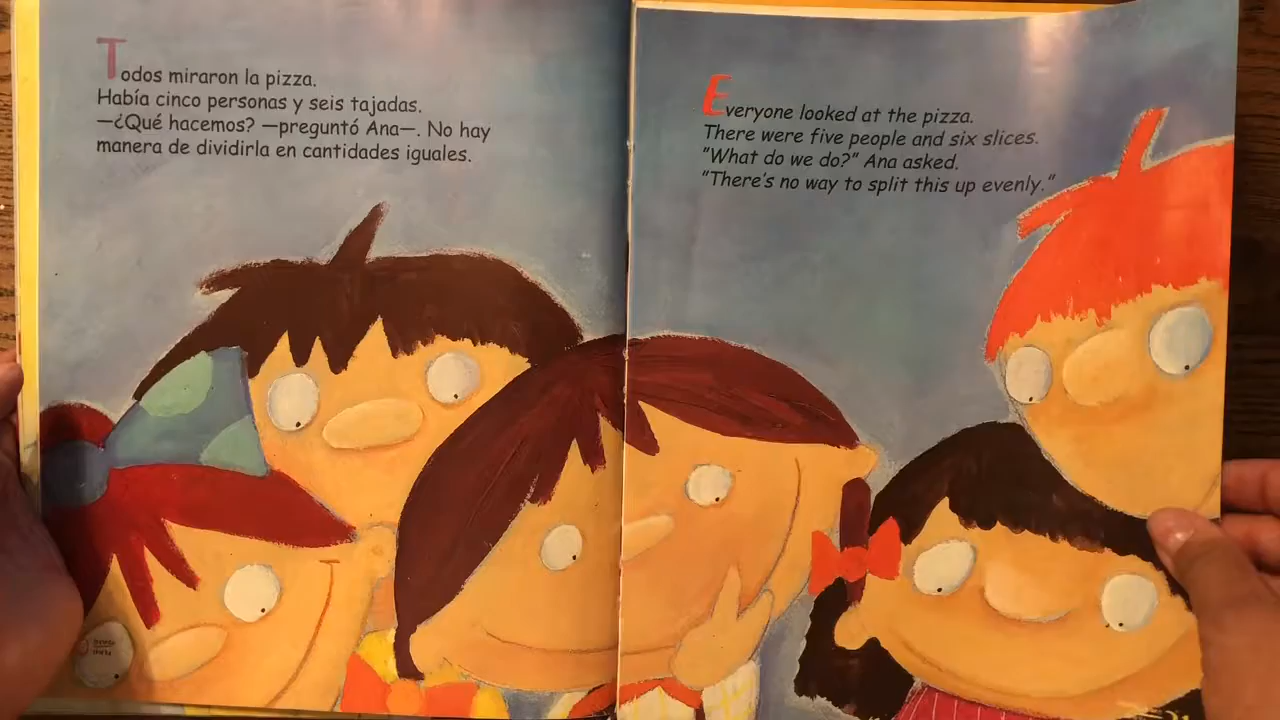 Todos miraron la pizza.
Había cinco personas y seis tajadas.
—¿Qué hacemos? —preguntó Ana—. No hay
manera de dividirla en cantidades iguales.
Everyone looked at the pizza.
There were five people and six slices.
"What do we do?" Ana asked.
"There's no way to split this up evenly."